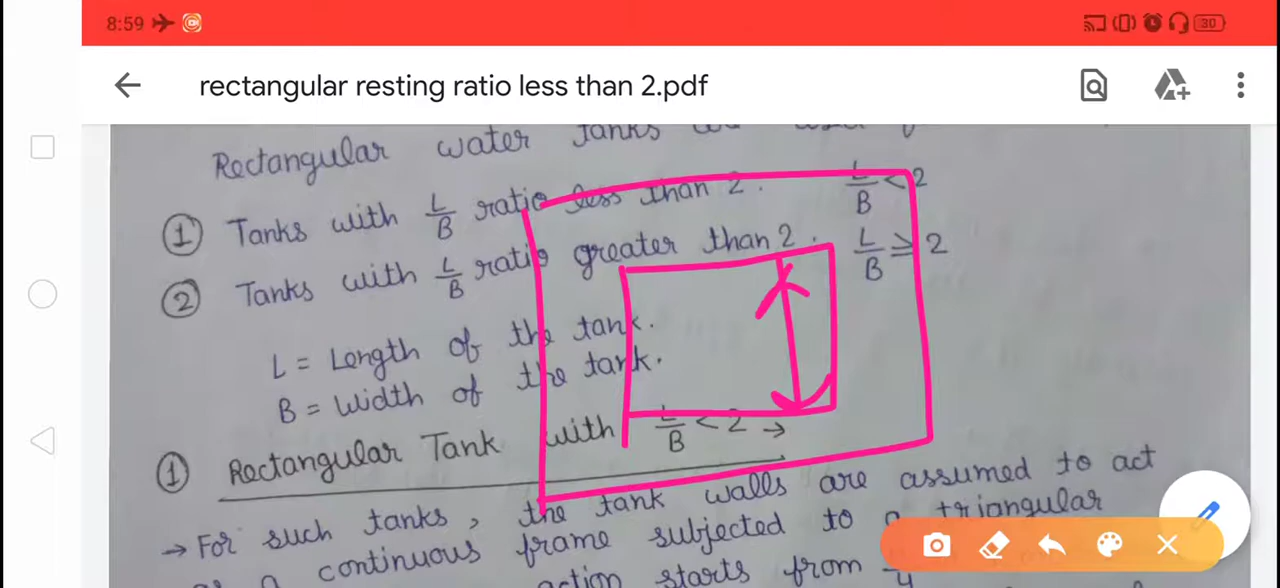 8:59
30
rectangular resting ratio less than 2.pdf
Rectangular water tanks
① Tanks with L/B ratio less than 2. L/B < 2
② Tanks with L/B ratio greater than 2. L/B ≥ 2
L = Length of the tank.
B = Width of the tank.
① Rectangular Tank with L/B < 2 →
→ For such tanks, the tank walls are assumed to act
continuous frame subjected to a triangular
action starts from